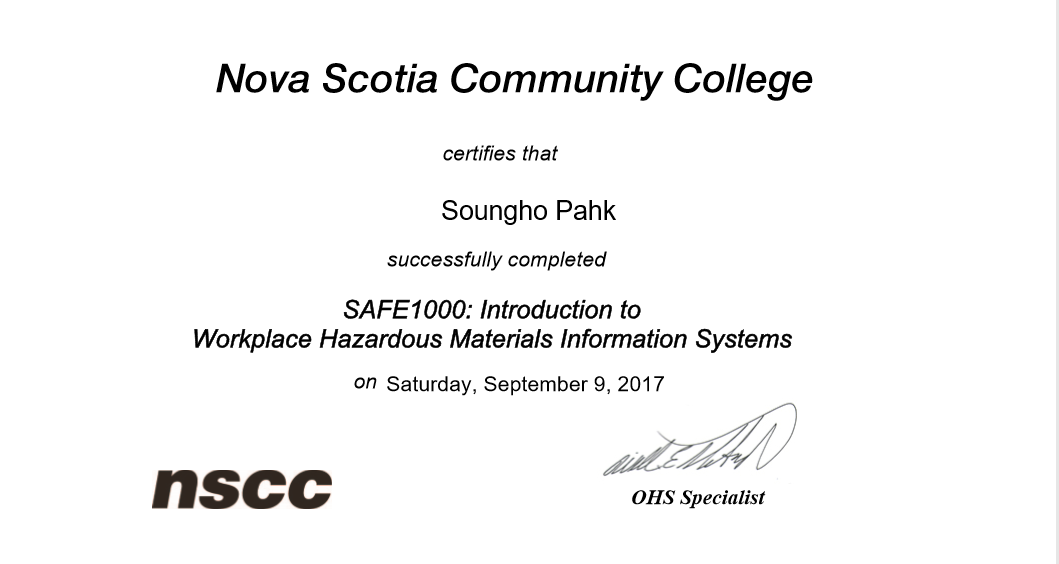 Nova Scotia Community College
certifies that
Soungho Pahk
successfully completed
SAFE1000: Introduction to
Workplace Hazardous Materials Information Systems
on Saturday, September 9, 2017
nscc
OHS Specialist